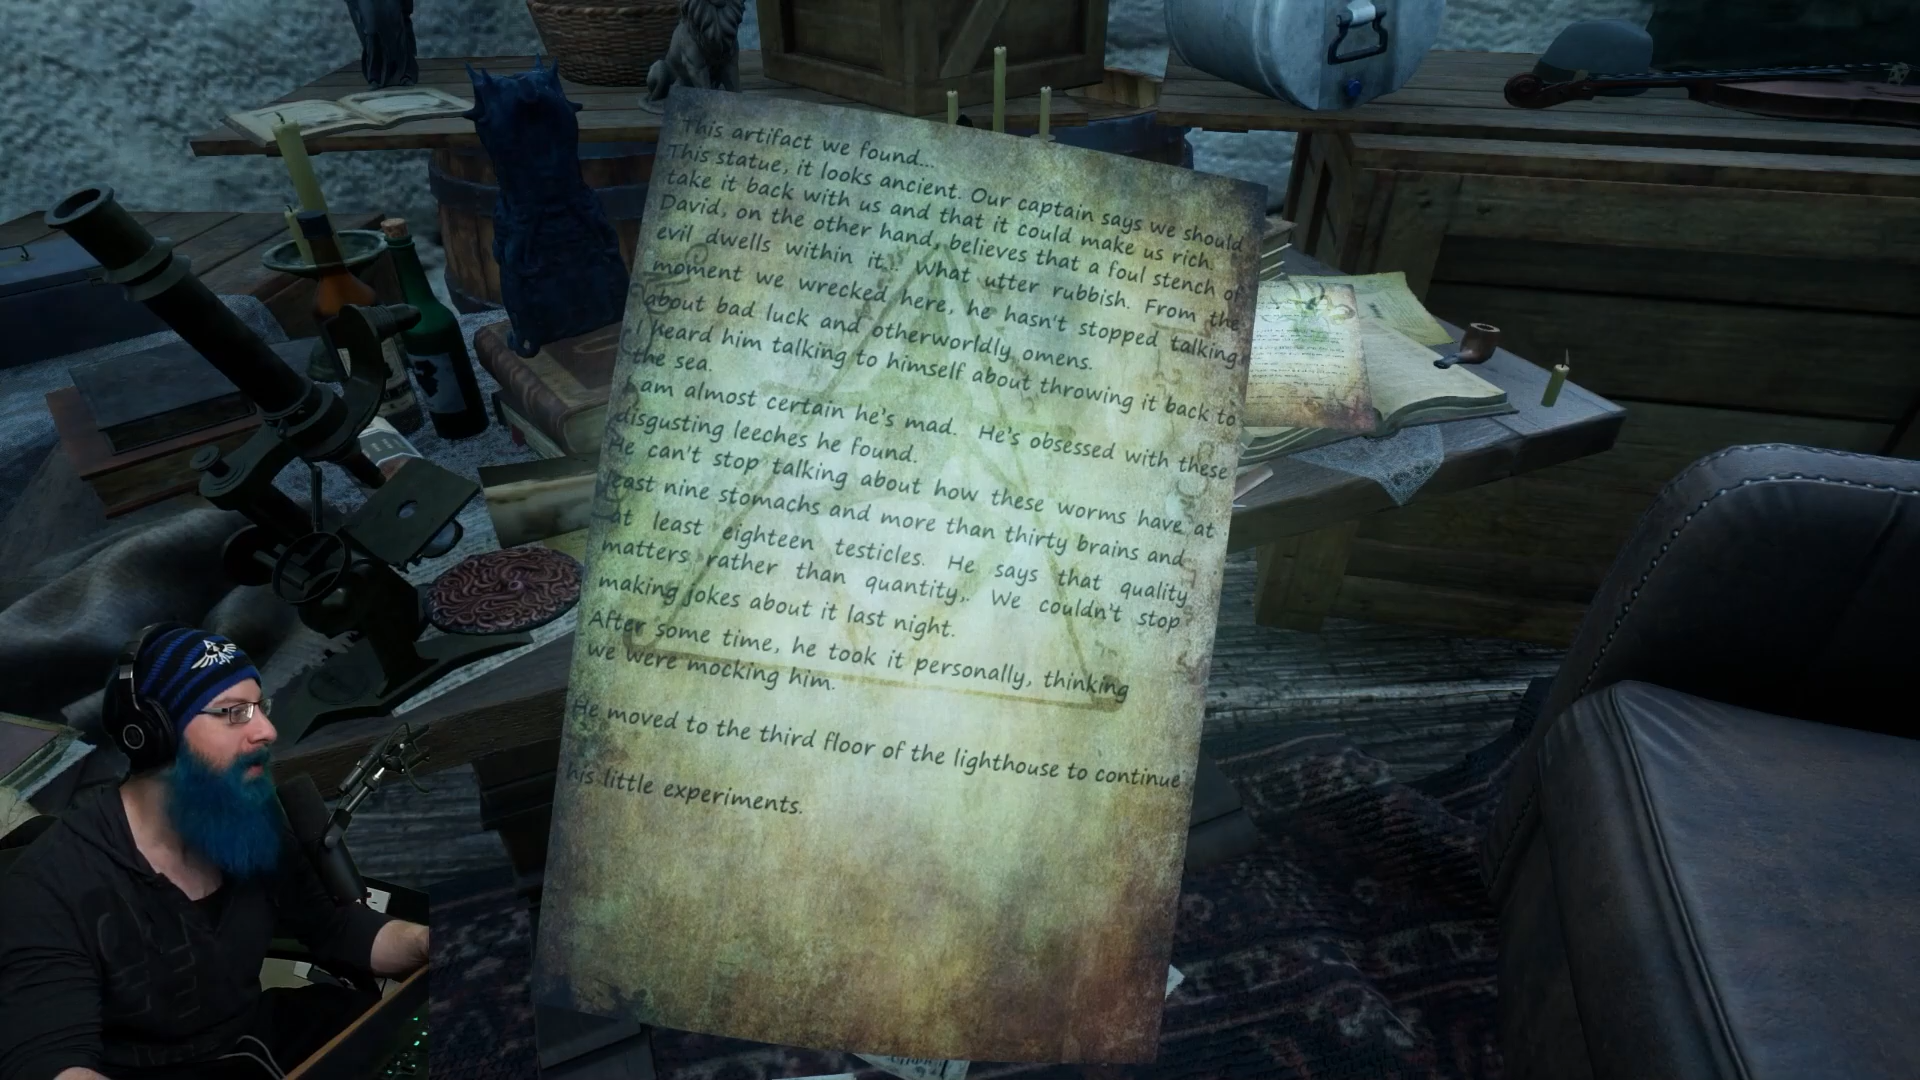 This artifact we found...
This statue, it looks ancient. Our captain says we should
take it back with us and that it could make us rich.
David, on the other hand, believes that a foul stench of
evil dwells within it.. What utter rubbish. From the
moment we wrecked here, he hasn't stopped talking
about bad luck and otherworldly omens.
I heard him talking to himself about throwing it back to
the sea.
I am almost certain he's mad. He's obsessed with these
disgusting leeches he found.
He can't stop talking about how these worms have at
least nine stomachs and more than thirty brains and
at least eighteen testicles. He says that quality
matters rather than quantity,. We couldn't stop
making jokes about it last night.
After some time, he took it personally, thinking
we were mocking him.
He moved to the third floor of the lighthouse to continue
his little experiments.